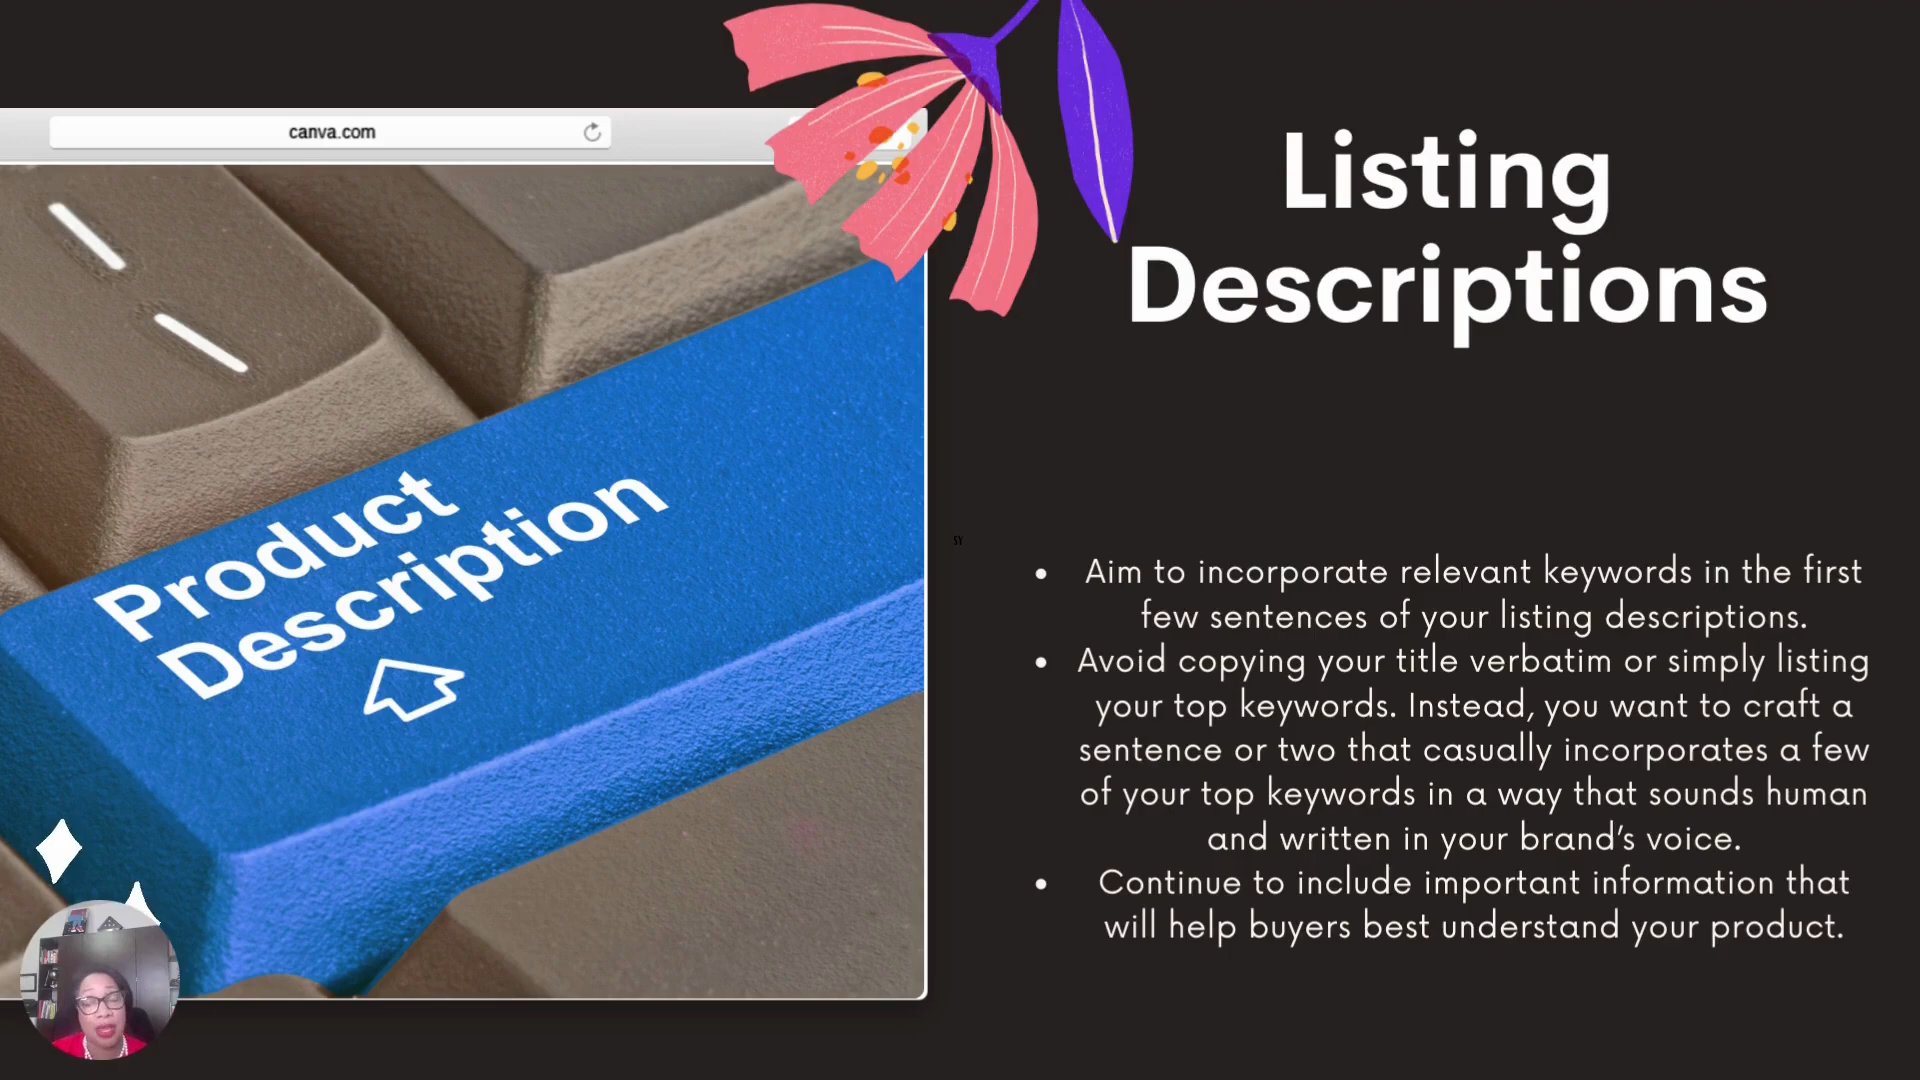 canva.com
Product
Description
Listing
Descriptions
SY
• Aim to incorporate relevant keywords in the first
few sentences of your listing descriptions.
• Avoid copying your title verbatim or simply listing
your top keywords. Instead, you want to craft a
sentence or two that casually incorporates a few
of your top keywords in a way that sounds human
and written in your brand’s voice.
• Continue to include important information that
will help buyers best understand your product.